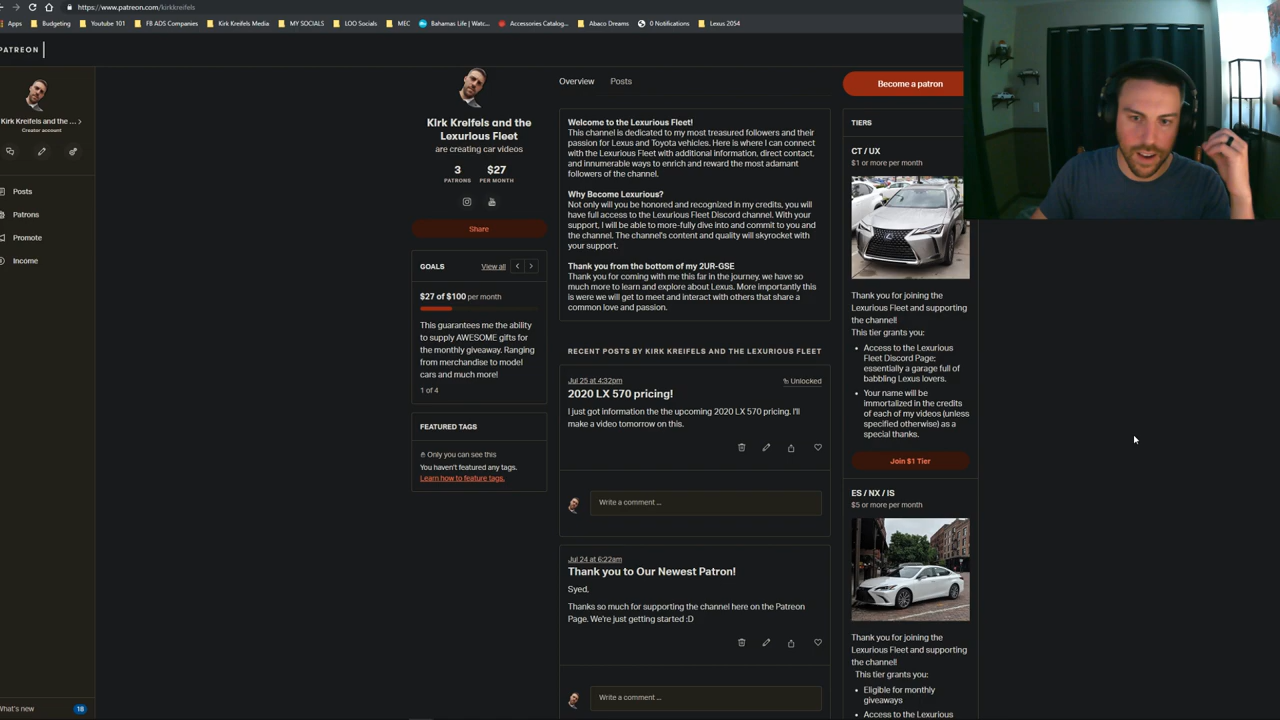 https://www.patreon.com/kirkkreifels
Apps Budgeting Youtube 101 FB ADS Companies Kirk Kreifels Media MY SOCIALS LOO Socials MEC Bahamas Life | Watc... Accessories Catalog... Abaco Dreams 0 Notifications Lexus 2054
PATREON
Kirk Kreifels and the ...
Creator account
Posts
Patrons
Promote
Income
What's new 18
Kirk Kreifels and the
Lexurious Fleet
are creating car videos
3 $27
PATRONS PER MONTH
Share
GOALS View all
$27 of $100 per month
This guarantees me the ability
to supply AWESOME gifts for
the monthly giveaway. Ranging
from merchandise to model
cars and much more!
1 of 4
FEATURED TAGS
Only you can see this
You haven't featured any tags.
Learn how to feature tags.
Overview Posts
Welcome to the Lexurious Fleet!
This channel is dedicated to my most treasured followers and their
passion for Lexus and Toyota vehicles. Here is where I can connect
with the Lexurious Fleet with additional information, direct contact,
and innumerable ways to enrich and reward the most adamant
followers of the channel.
Why Become Lexurious?
Not only will you be honored and recognized in my credits, you will
have full access to the Lexurious Fleet Discord channel. With your
support, I will be able to more-fully dive into and commit to you and
the channel. The channel's content and quality will skyrocket with
your support.
Thank you from the bottom of my 2UR-GSE
Thank you for coming with me this far in the journey, we have so
much more to learn and explore about Lexus. More importantly this
is were we will get to meet and interact with others that share a
common love and passion.
RECENT POSTS BY KIRK KREIFELS AND THE LEXURIOUS FLEET
Jul 25 at 4:32pm Unlocked
2020 LX 570 pricing!
I just got information the the upcoming 2020 LX 570 pricing. I'll
make a video tomorrow on this.
Write a comment ...
Jul 24 at 6:22am
Thank you to Our Newest Patron!
Syed,
Thanks so much for supporting the channel here on the Patreon
Page. We're just getting started :D
Write a comment ...
Become a patron
TIERS
CT / UX
$1 or more per month
Thank you for joining the
Lexurious Fleet and supporting
the channel!
This tier grants you:
Access to the Lexurious
Fleet Discord Page;
essentially a garage full of
babbling Lexus lovers.
Your name will be
immortalized in the credits
of each of my videos (unless
specified otherwise) as a
special thanks.
Join $1 Tier
ES / NX / IS
$5 or more per month
Thank you for joining the
Lexurious Fleet and supporting
the channel!
This tier grants you:
Eligible for monthly
giveaways
Access to the Lexurious